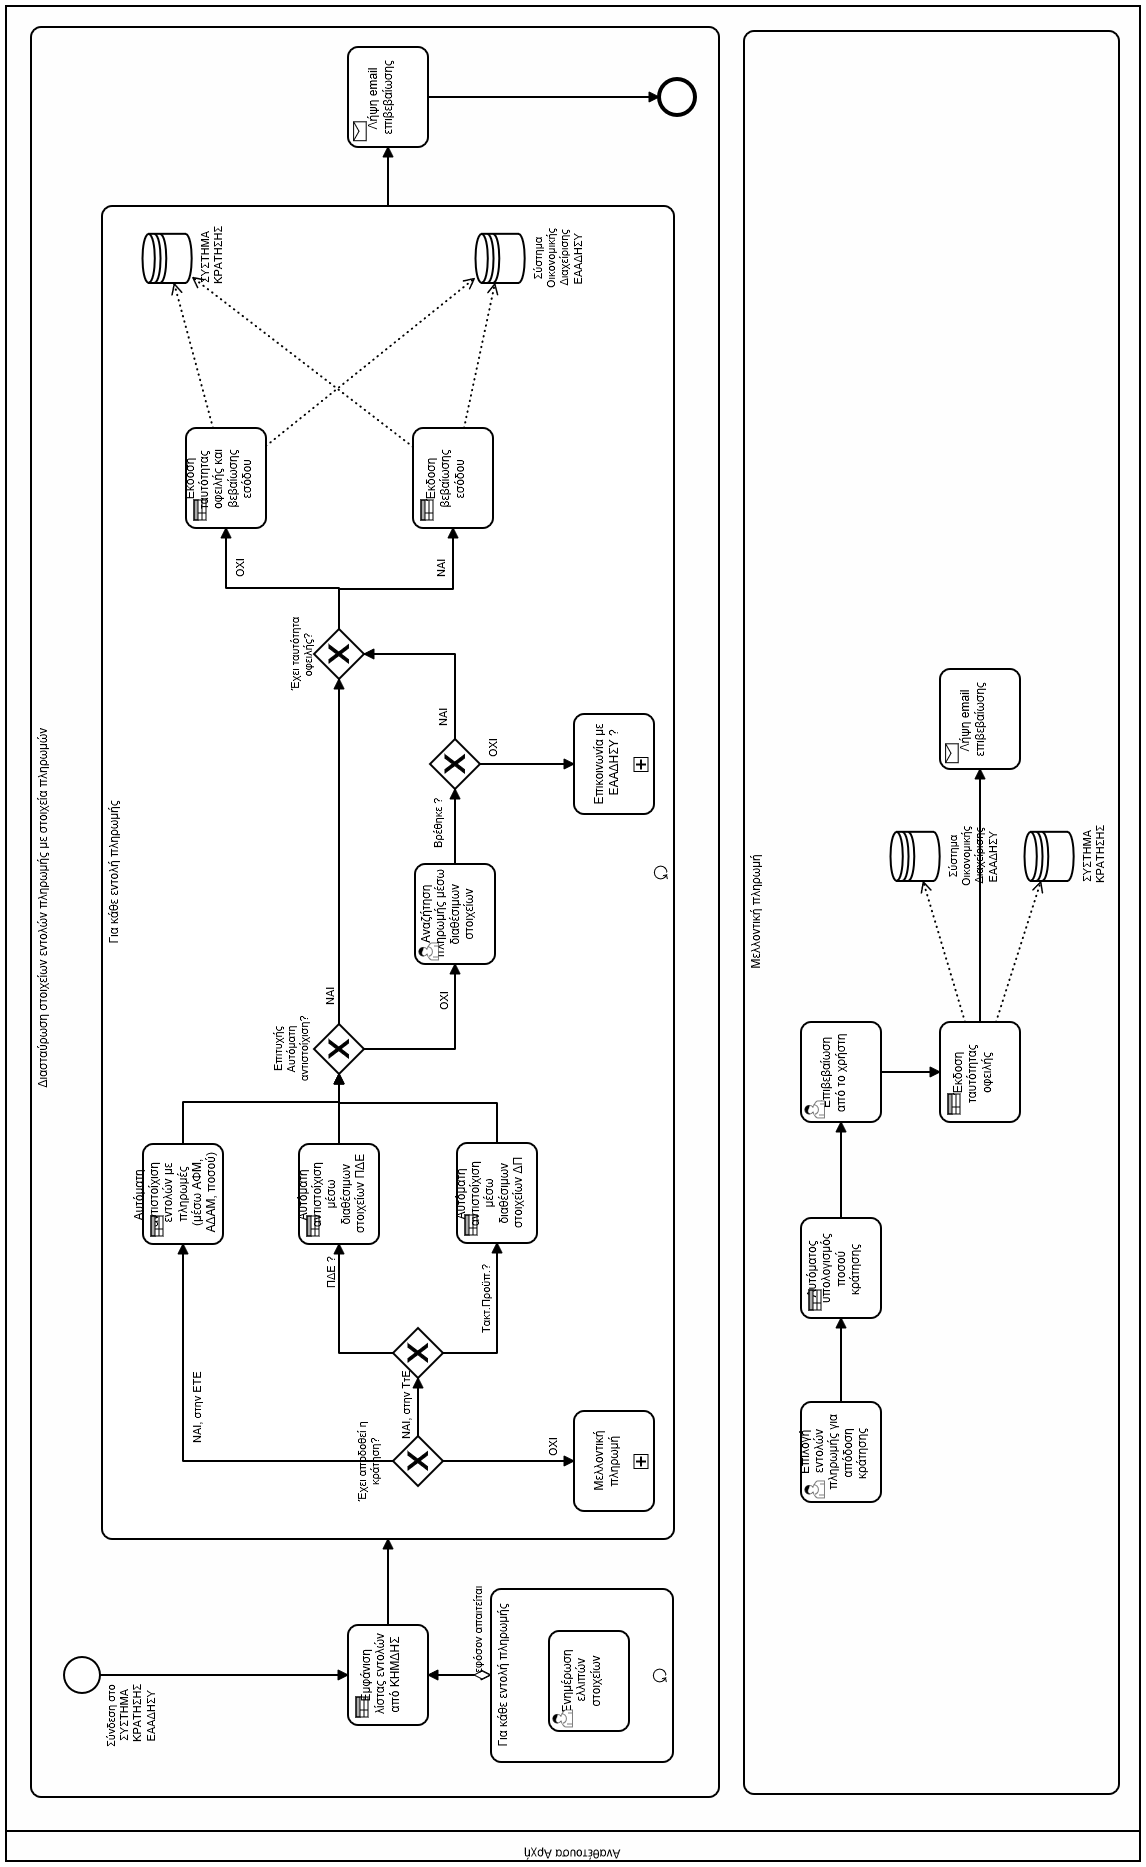 Αναθέτουσα Αρχή
Διασταύρωση στοιχείων εντολών πληρωμής με στοιχεία πληρωμών
Σύνδεση στο
ΣΥΣΤΗΜΑ
ΚΡΑΤΗΣΗΣ
ΕΑΑΔΗΣΥ
Εμφάνιση
λίστας εντολών
από ΚΗΜΔΗΣ
εφόσον απαιτείται
Για κάθε εντολή πληρωμής
Ενημέρωση
ελλιπών
στοιχείων
Για κάθε εντολή πληρωμής
Έχει αποδοθεί η
κράτηση?
ΝΑΙ, στην ΕΤΕ
ΝΑΙ, στην ΤτΕ
ΟΧΙ
Μελλοντική
πληρωμή
ΠΔΕ ?
Τακτ.Προϋπ.?
Αυτόματη
αντιστοίχιση
εντολών με
πληρωμές
(μέσω ΑΦΜ,
ΑΔΑΜ, ποσού)
Αυτόματη
αντιστοίχιση
μέσω
διαθέσιμων
στοιχείων ΠΔΕ
Αυτόματη
αντιστοίχιση
μέσω
διαθέσιμων
στοιχείων ΔΠ
Επιτυχής
Αυτόματη
αντιστοίχιση?
ΝΑΙ
ΟΧΙ
Αναζήτηση
πληρωμής μέσω
διαθέσιμων
στοιχείων
Βρέθηκε ?
ΝΑΙ
ΟΧΙ
Επικοινωνία με
ΕΑΑΔΗΣΥ ?
Έχει ταυτότητα
οφειλής?
ΟΧΙ
ΝΑΙ
Έκδοση
ταυτότητας
οφειλής και
βεβαίωσης
εσόδου
Έκδοση
βεβαίωσης
εσόδου
ΣΥΣΤΗΜΑ
ΚΡΑΤΗΣΗΣ
Σύστημα
Οικονομικής
Διαχείρισης
ΕΑΑΔΗΣΥ
Λήψη email
επιβεβαίωσης
Μελλοντική πληρωμή
Επιλογή
εντολών
πληρωμής για
απόδοση
κράτησης
Αυτόματος
υπολογισμός
ποσού
κράτησης
Επιβεβαίωση
από το χρήστη
Έκδοση
ταυτότητας
οφειλής
Σύστημα
Οικονομικής
Διαχείρισης
ΕΑΑΔΗΣΥ
ΣΥΣΤΗΜΑ
ΚΡΑΤΗΣΗΣ
Λήψη email
επιβεβαίωσης